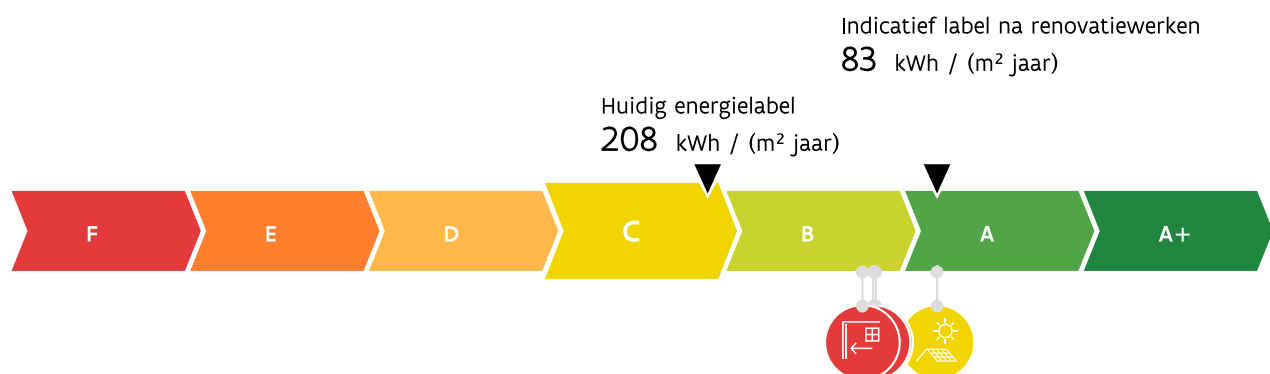 Indicatief label na renovatiewerken
83 kWh / (m² jaar)
Huidig energielabel
208 kWh / (m² jaar)
F E D C B A A+